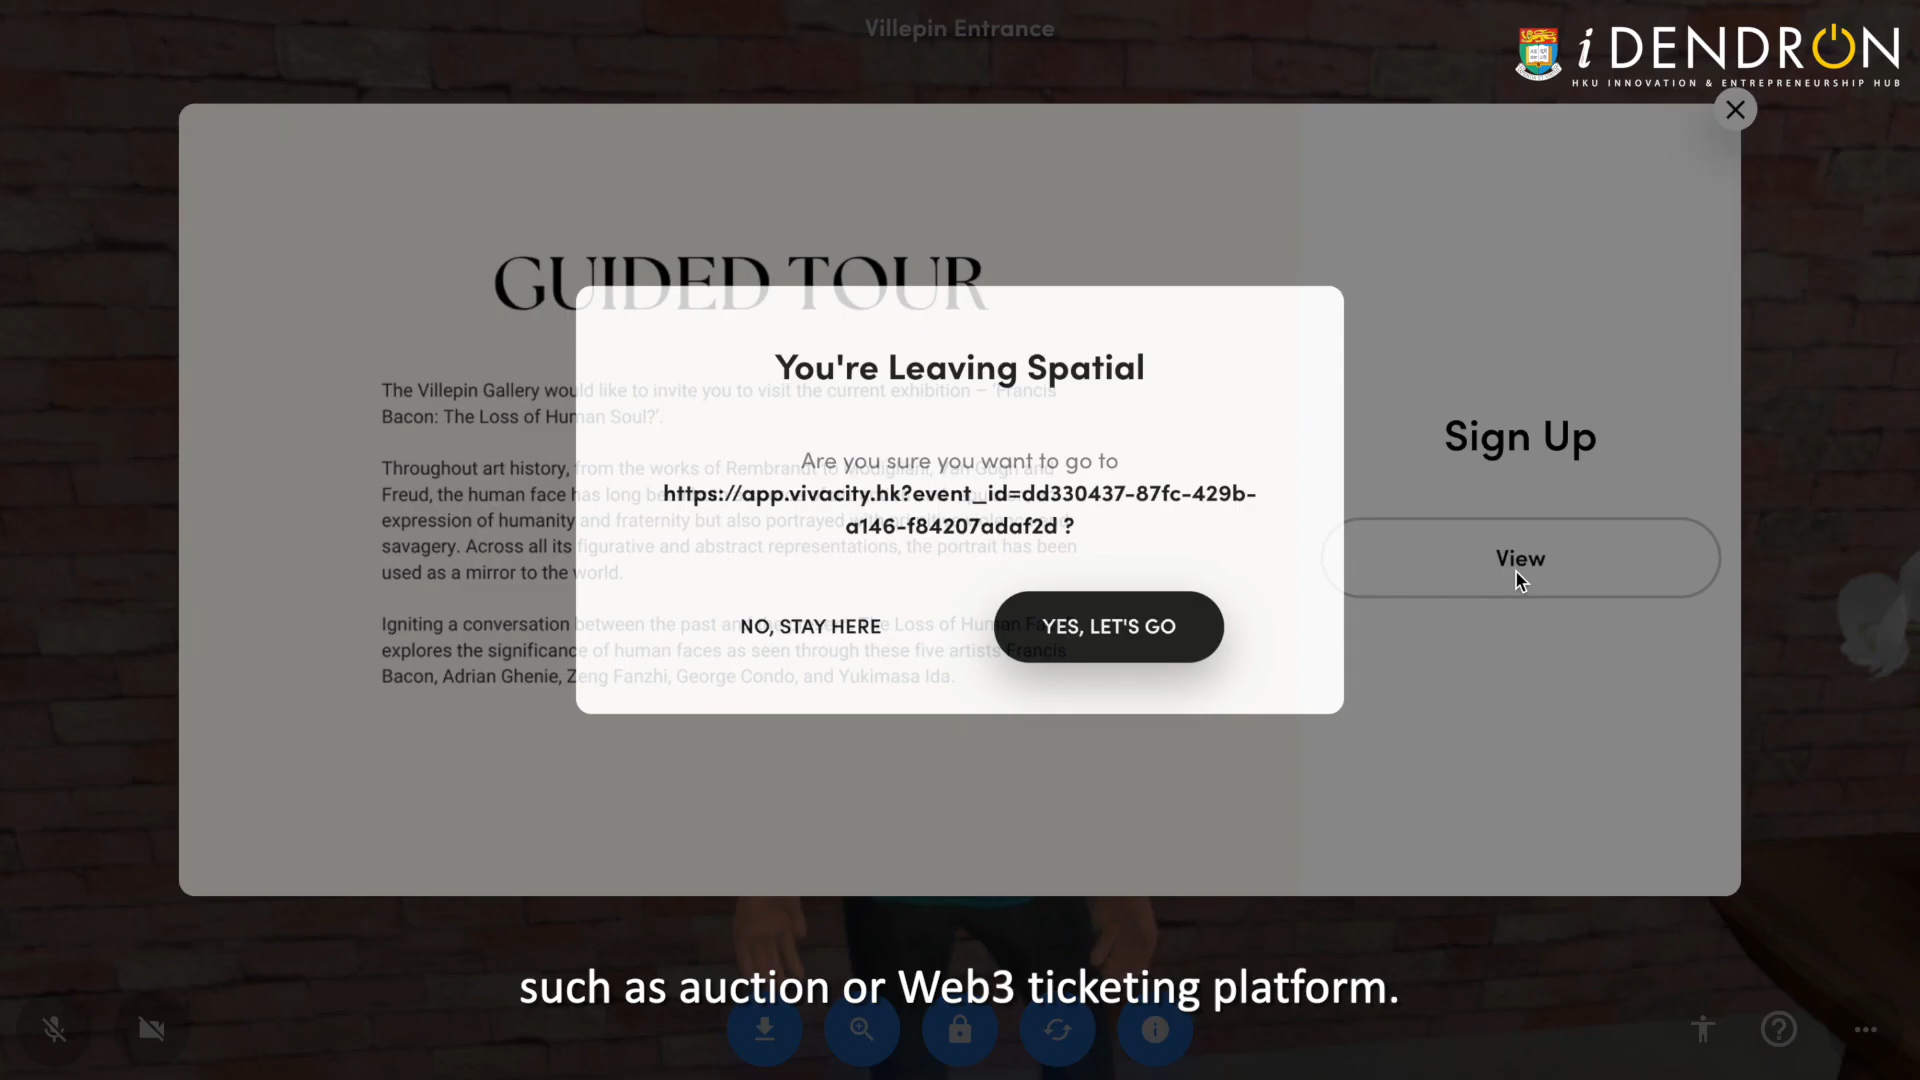 Villepin Entrance
iDENDRON
HKU INNOVATION & ENTREPRENEURSHIP HUB
GUIDED TOUR
The Villepin Gallery would like to invite you to visit the current exhibition – 'Francis
Bacon: The Loss of Human Soul?'.
Throughout art history, from the works of Rembrandt to Modigliani, Van Gogh and
Freud, the human face has long be
expression of humanity and fraternity but also portrayed with
savagery. Across all its figurative and abstract representations, the portrait has been
used as a mirror to the world.
Igniting a conversation between the past an The Loss of Human
explores the significance of human faces as seen through these five artists Francis
Bacon, Adrian Ghenie, Zeng Fanzhi, George Condo, and Yukimasa Ida.
You're Leaving Spatial
Are you sure you want to go to
https://app.vivacity.hk?event_id=dd330437-87fc-429b-
a146-f84207adaf2d ?
NO, STAY HERE
YES, LET'S GO
Sign Up
View
such as auction or Web3 ticketing platform.